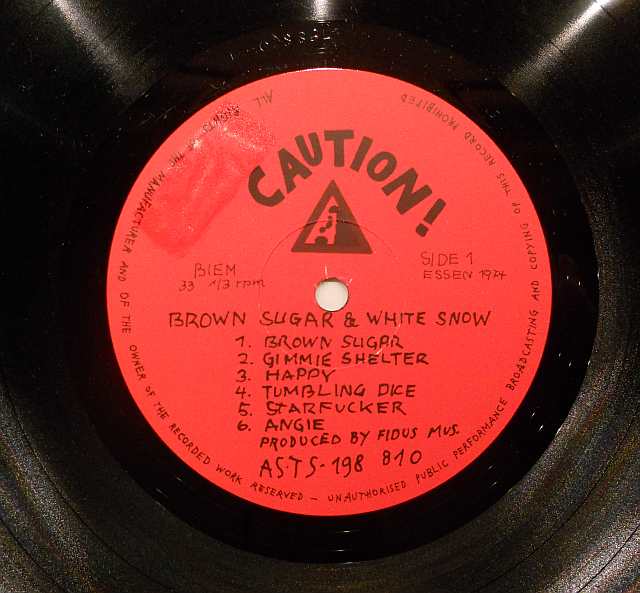 CAUTION!
BIEM
33 1/3 rpm
SIDE 1
ESSEN 1974
BROWN SUGAR & WHITE SNOW
1. BROWN SUGAR
2. GIMMIE SHELTER
3. HAPPY
4. TUMBLING DICE
5. STARFUCKER
6. ANGIE
PRODUCED BY FIDUS MUS.
A.S.T.S-198 810
ALL RIGHTS OF THE MANUFACTURER AND OF THE OWNER OF THE RECORDED WORK RESERVED – UNAUTHORISED PUBLIC PERFORMANCE BROADCASTING AND COPYING OF THIS RECORD PROHIBITED